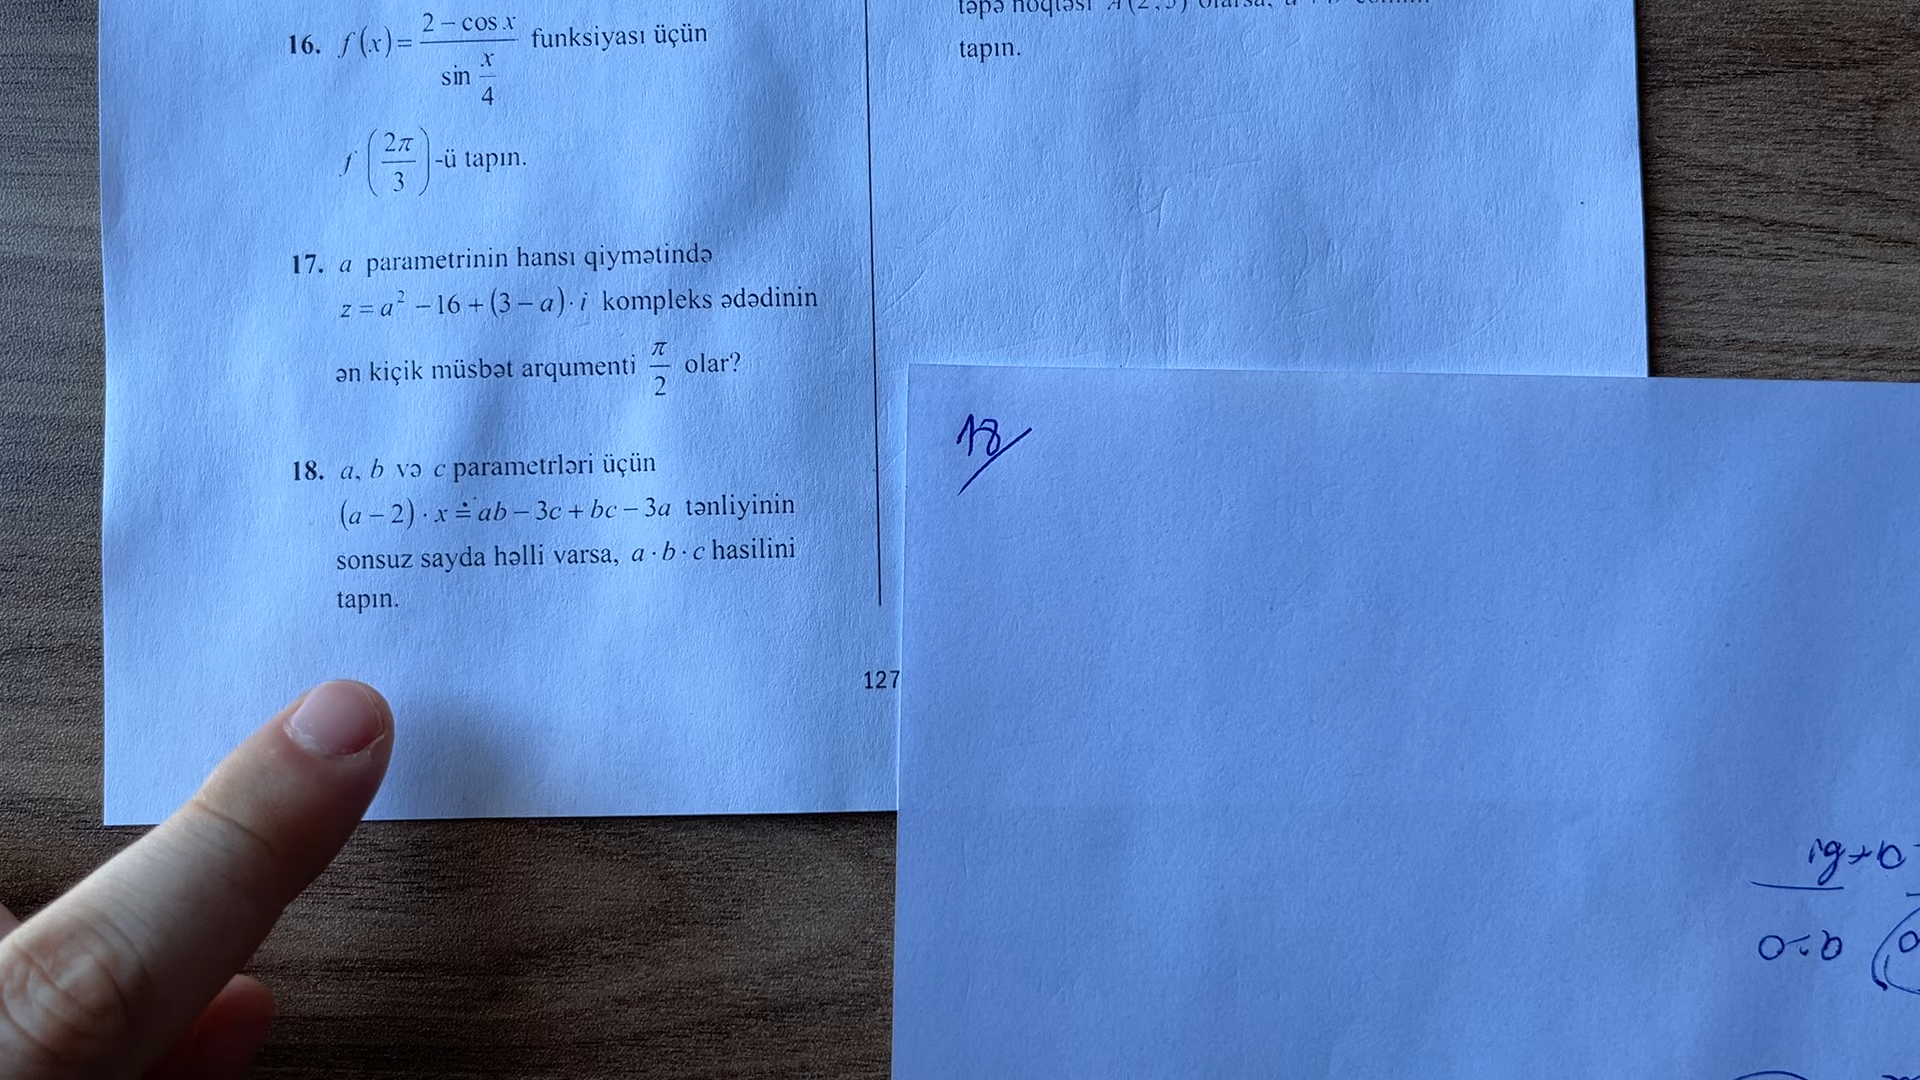 16. f(x) = (2 − cos x) / (sin x/4) funksiyası üçün
f(2π/3)-ü tapın.
17. a parametrinin hansı qiymətində
z = a² − 16 + (3 − a) · i kompleks ədədinin
ən kiçik müsbət arqumenti π/2 olar?
18. a, b və c parametrləri üçün
(a − 2) · x = ab − 3c + bc − 3a tənliyinin
sonsuz sayda həlli varsa, a · b · c hasilini
tapın.
127
tapın.
18